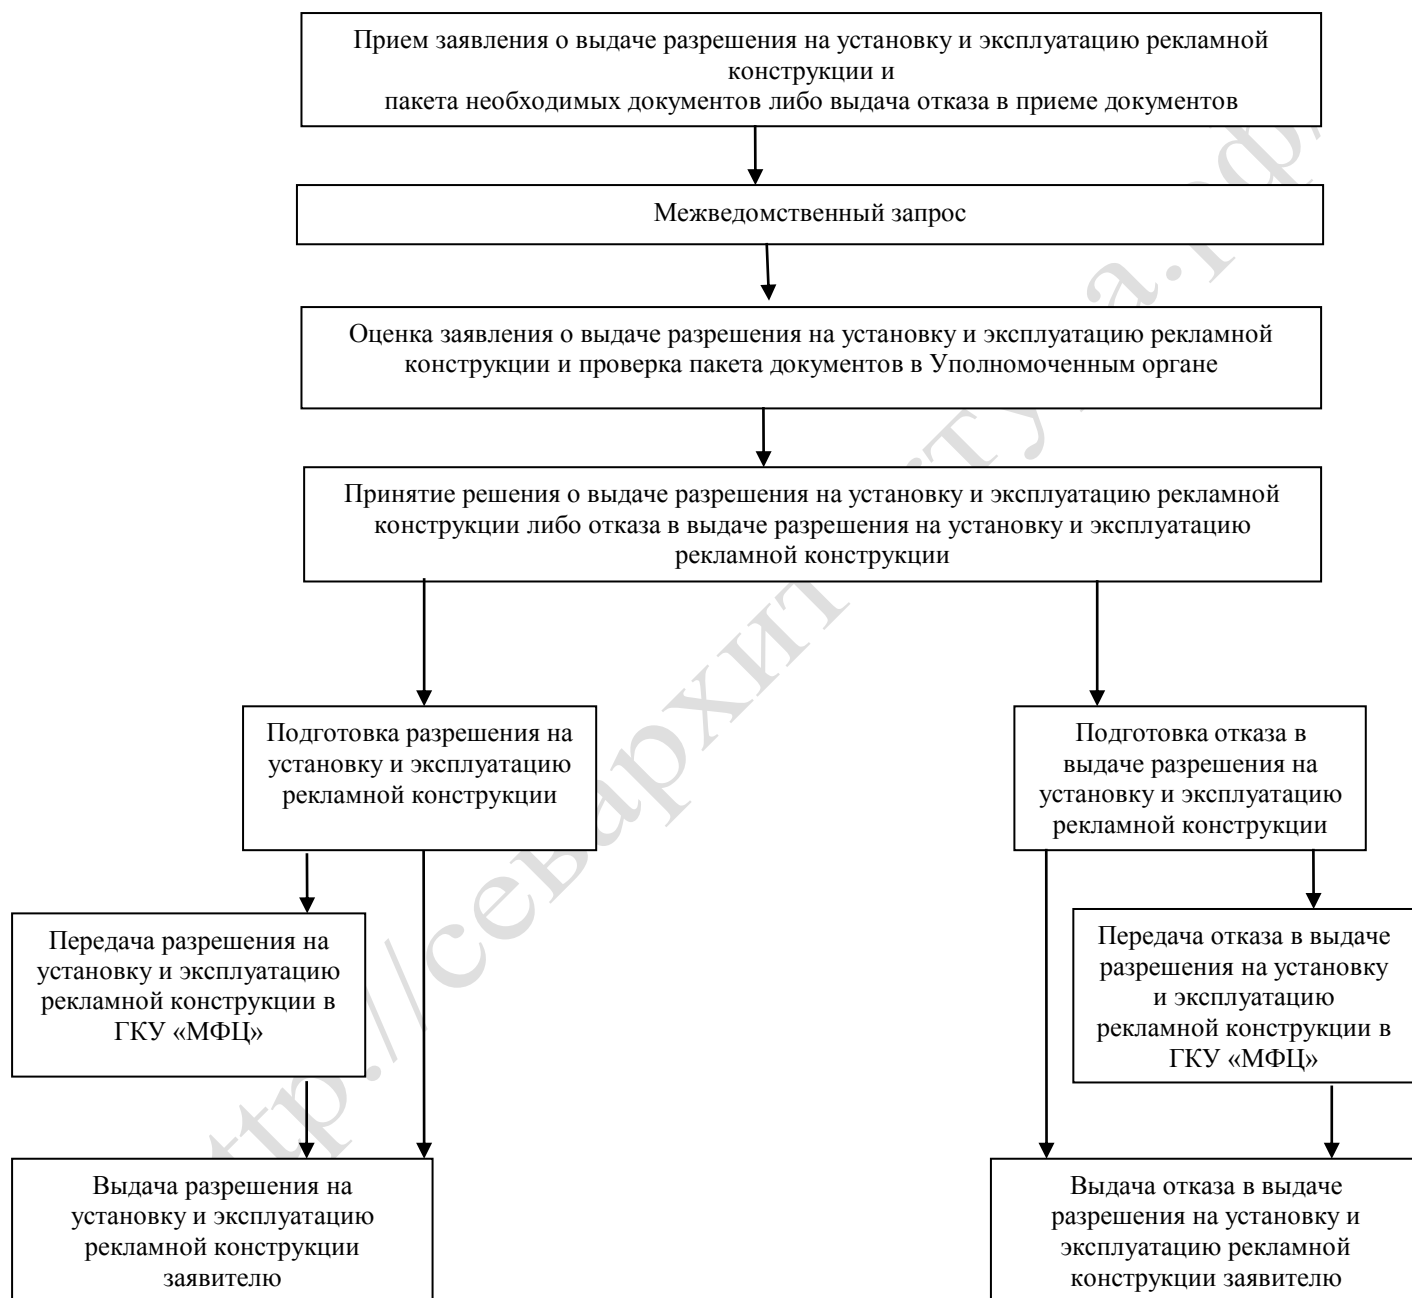 Прием заявления о выдаче разрешения на установку и эксплуатацию рекламной
конструкции и
пакета необходимых документов либо выдача отказа в приеме документов
Межведомственный запрос
Оценка заявления о выдаче разрешения на установку и эксплуатацию рекламной
конструкции и проверка пакета документов в Уполномоченным органе
Принятие решения о выдаче разрешения на установку и эксплуатацию рекламной
конструкции либо отказа в выдаче разрешения на установку и эксплуатацию
рекламной конструкции
Подготовка разрешения на
установку и эксплуатацию
рекламной конструкции
Подготовка отказа в
выдаче разрешения на
установку и эксплуатацию
рекламной конструкции
Передача разрешения на
установку и эксплуатацию
рекламной конструкции в
ГКУ «МФЦ»
Передача отказа в выдаче
разрешения на установку
и эксплуатацию
рекламной конструкции в
ГКУ «МФЦ»
Выдача разрешения на
установку и эксплуатацию
рекламной конструкции
заявителю
Выдача отказа в выдаче
разрешения на установку и
эксплуатацию рекламной
конструкции заявителю